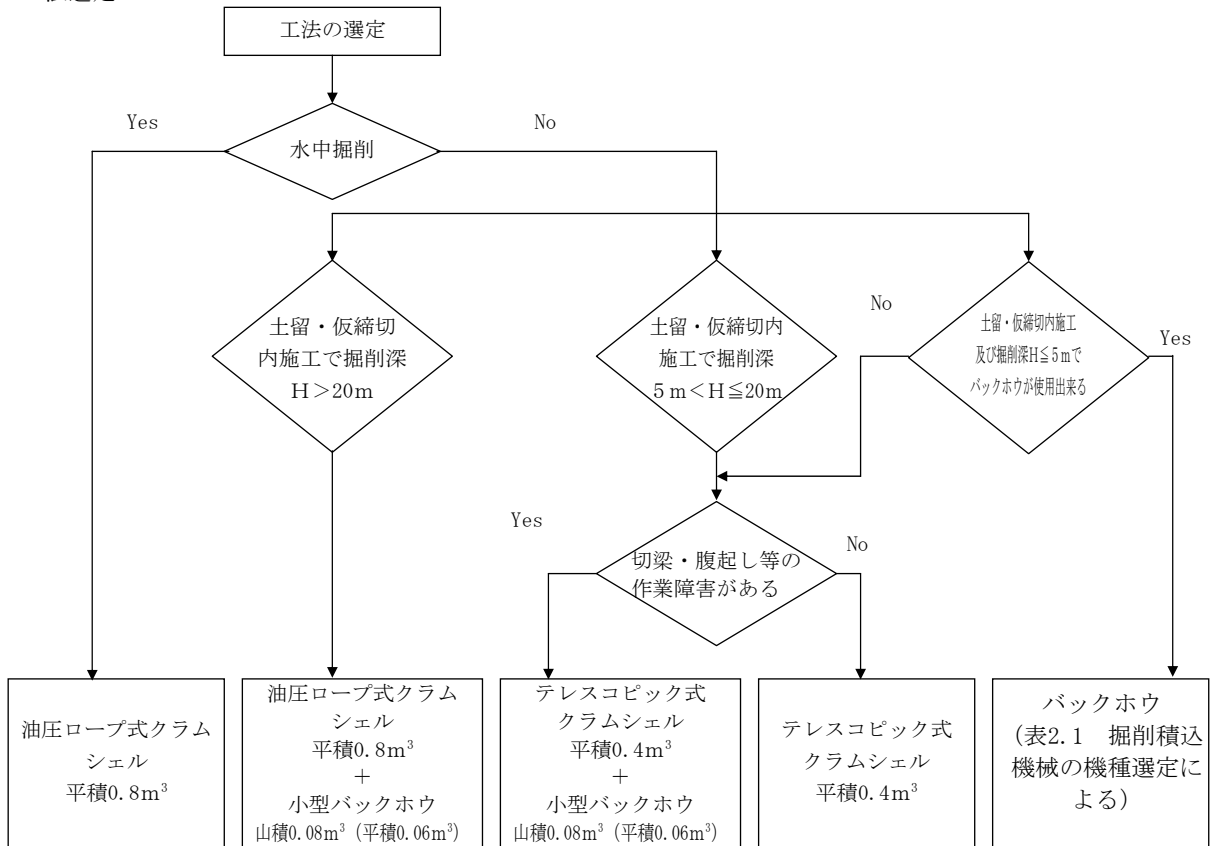 工法の選定
Yes
No
水中掘削
土留・仮締切
内施工で掘削深
H＞20m
土留・仮締切内
施工で掘削深
5m＜H≦20m
No
土留・仮締切内施工
及び掘削深H≦5mで
バックホウが使用出来る
Yes
Yes
切梁・腹起し等の
作業障害がある
No
油圧ロープ式クラム
シェル
平積0.8m³
油圧ロープ式クラム
シェル
平積0.8m³
+
小型バックホウ
山積0.08m³（平積0.06m³）
テレスコピック式
クラムシェル
平積0.4m³
+
小型バックホウ
山積0.08m³（平積0.06m³）
テレスコピック式
クラムシェル
平積0.4m³
バックホウ
（表2.1　掘削積込
機械の機種選定に
よる）